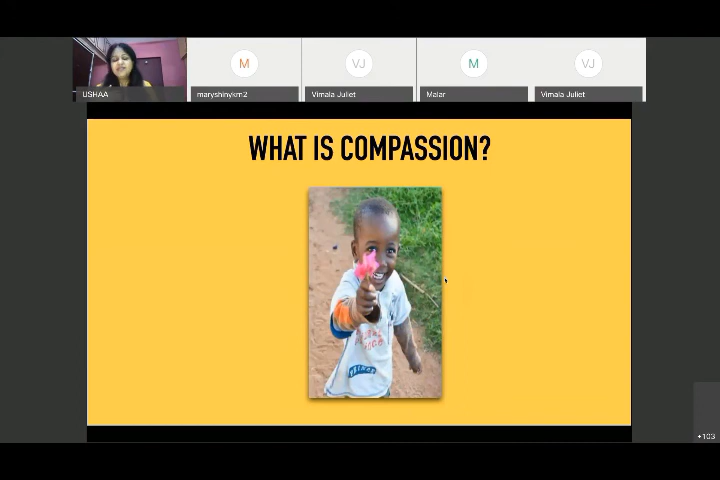 M
VJ
M
VJ
USHAA
maryshinykm2
Vimala Juliet
Malar
Vimala Juliet
WHAT IS COMPASSION?
+103